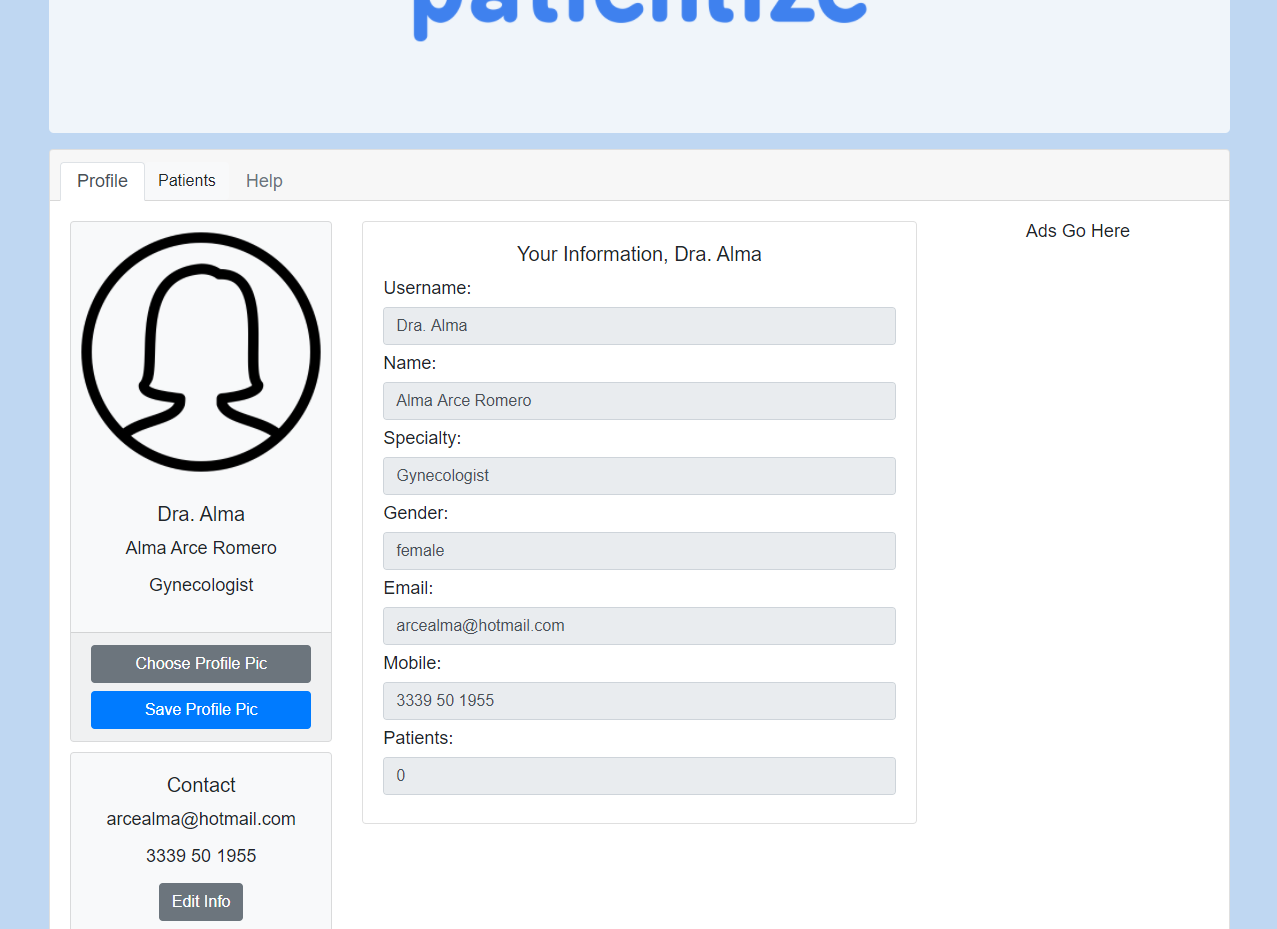 patientize
Profile
Patients
Help
Dra. Alma
Alma Arce Romero
Gynecologist
Choose Profile Pic
Save Profile Pic
Contact
arcealma@hotmail.com
3339 50 1955
Edit Info
Your Information, Dra. Alma
Username:
Dra. Alma
Name:
Alma Arce Romero
Specialty:
Gynecologist
Gender:
female
Email:
arcealma@hotmail.com
Mobile:
3339 50 1955
Patients:
0
Ads Go Here